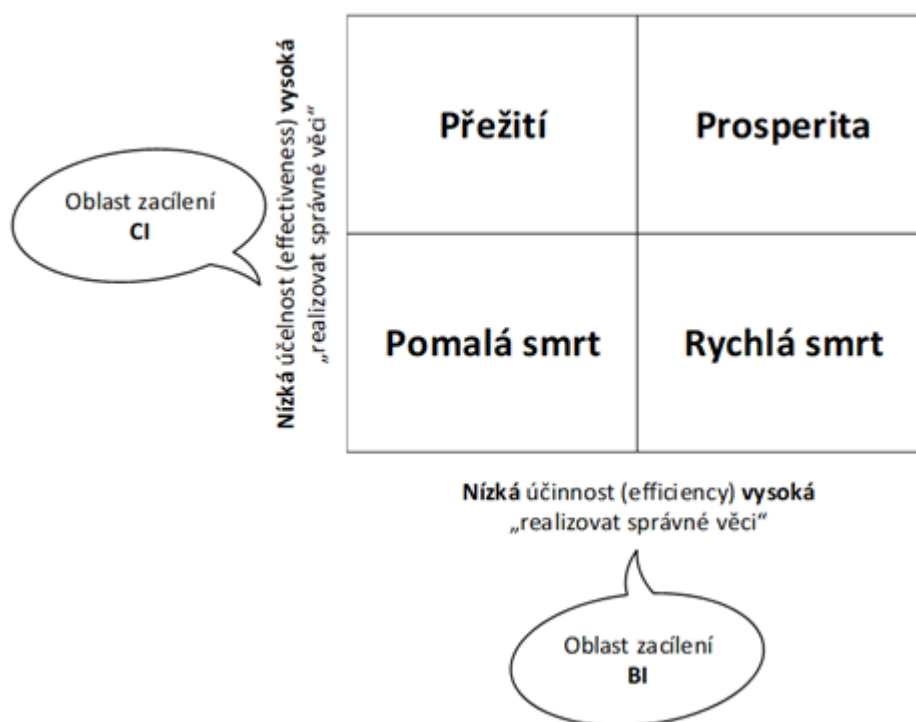 Přežití
Prosperita
Pomalá smrt
Rychlá smrt
Oblast zacílení
CI
Nízká účelnost (effectiveness) vysoká
„realizovat správné věci“
Nízká účinnost (efficiency) vysoká
„realizovat správné věci“
Oblast zacílení
BI